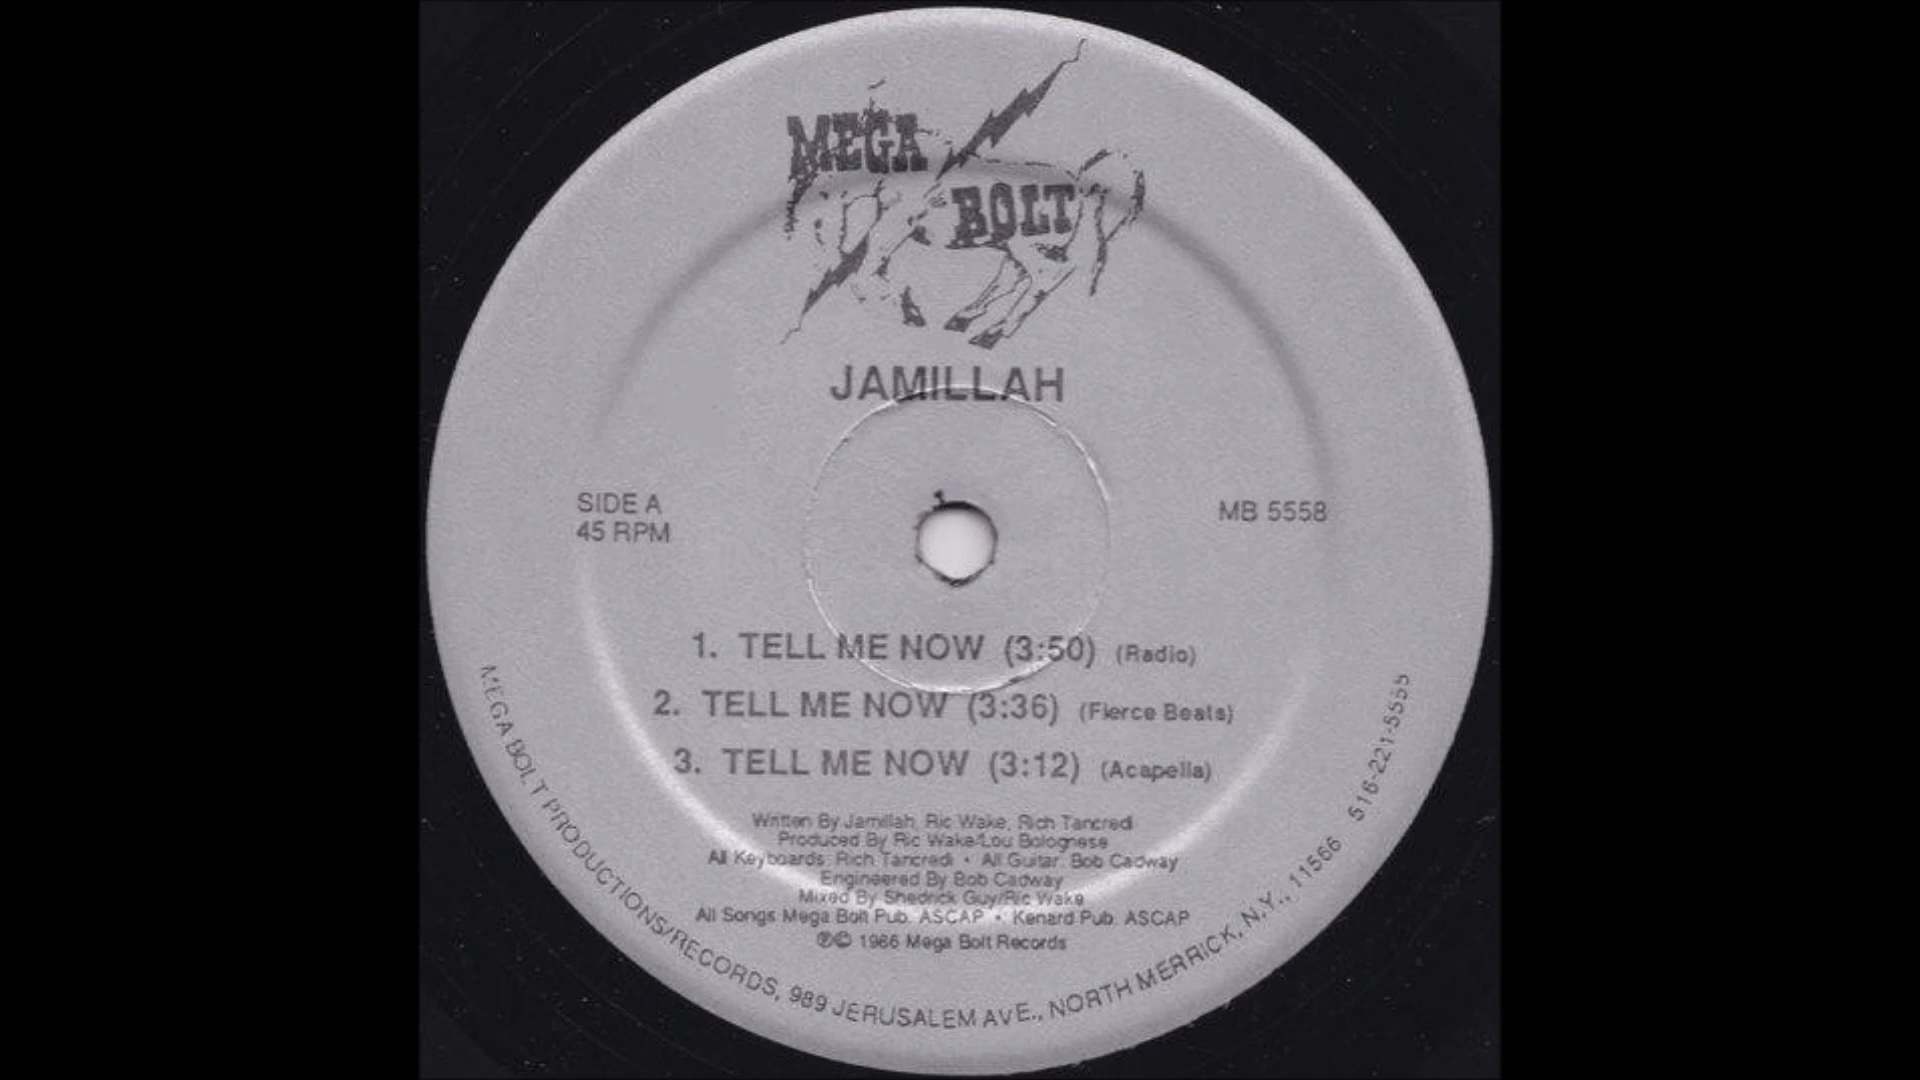 MEGA
BOLT
JAMILLAH
SIDE A
45 RPM
MB 5558
1. TELL ME NOW (3:50) (Radio)
2. TELL ME NOW (3:36) (Fierce Beats)
3. TELL ME NOW (3:12) (Acapella)
Written By Jamillah, Ric Wake, Rich Tancredi
Produced By Ric Wake/Lou Bolognese
All Keyboards: Rich Tancredi • All Guitar: Bob Cadway
Engineered By Bob Cadway
Mixed By Shedrick Guy/Ric Wake
All Songs Mega Bolt Pub. ASCAP • Kenard Pub. ASCAP
℗© 1986 Mega Bolt Records
MEGA BOLT PRODUCTIONS/RECORDS, 989 JERUSALEM AVE., NORTH MERRICK, N.Y., 11566 516-221-5555